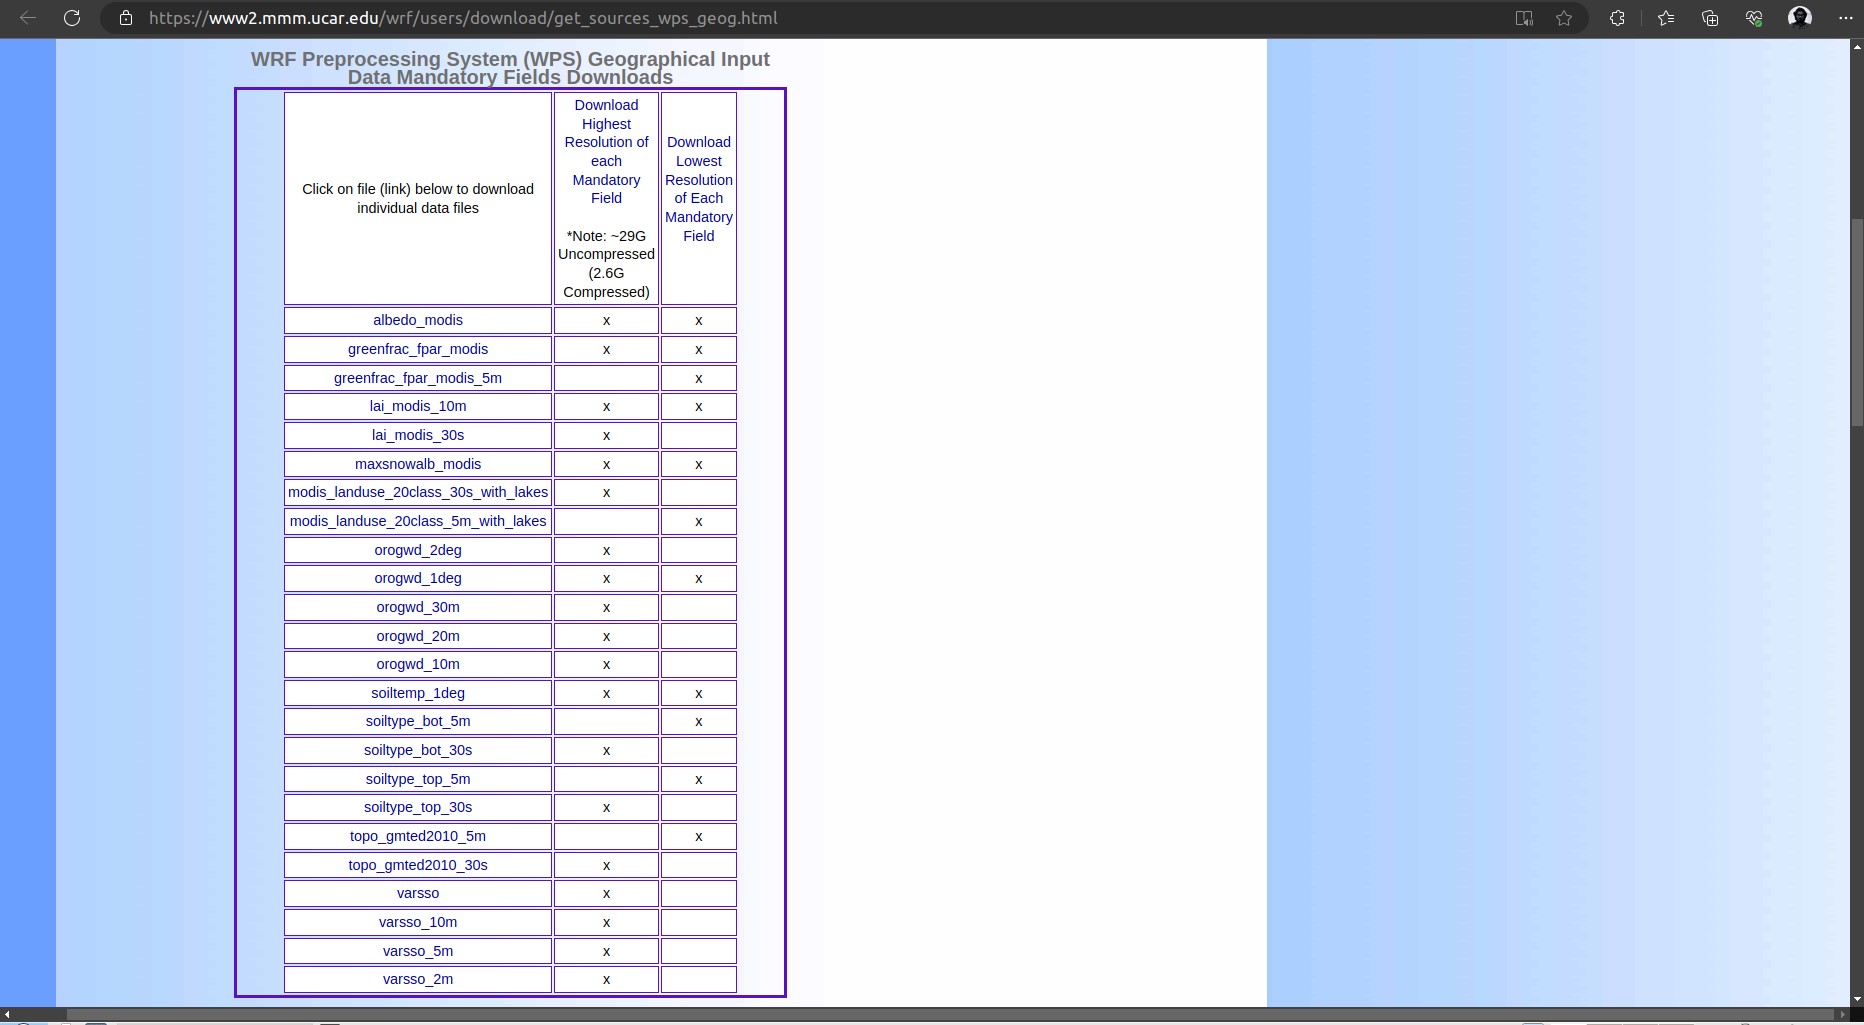 https://www2.mmm.ucar.edu/wrf/users/download/get_sources_wps_geog.html
WRF Preprocessing System (WPS) Geographical Input
Data Mandatory Fields Downloads
Click on file (link) below to download
individual data files
Download
Highest
Resolution of
each
Mandatory
Field
*Note: ~29G
Uncompressed
(2.6G
Compressed)
Download
Lowest
Resolution
of Each
Mandatory
Field
albedo_modis x x
greenfrac_fpar_modis x x
greenfrac_fpar_modis_5m x
lai_modis_10m x x
lai_modis_30s x
maxsnowalb_modis x x
modis_landuse_20class_30s_with_lakes x
modis_landuse_20class_5m_with_lakes x
orogwd_2deg x
orogwd_1deg x x
orogwd_30m x
orogwd_20m x
orogwd_10m x
soiltemp_1deg x x
soiltype_bot_5m x
soiltype_bot_30s x
soiltype_top_5m x
soiltype_top_30s x
topo_gmted2010_5m x
topo_gmted2010_30s x
varsso x
varsso_10m x
varsso_5m x
varsso_2m x